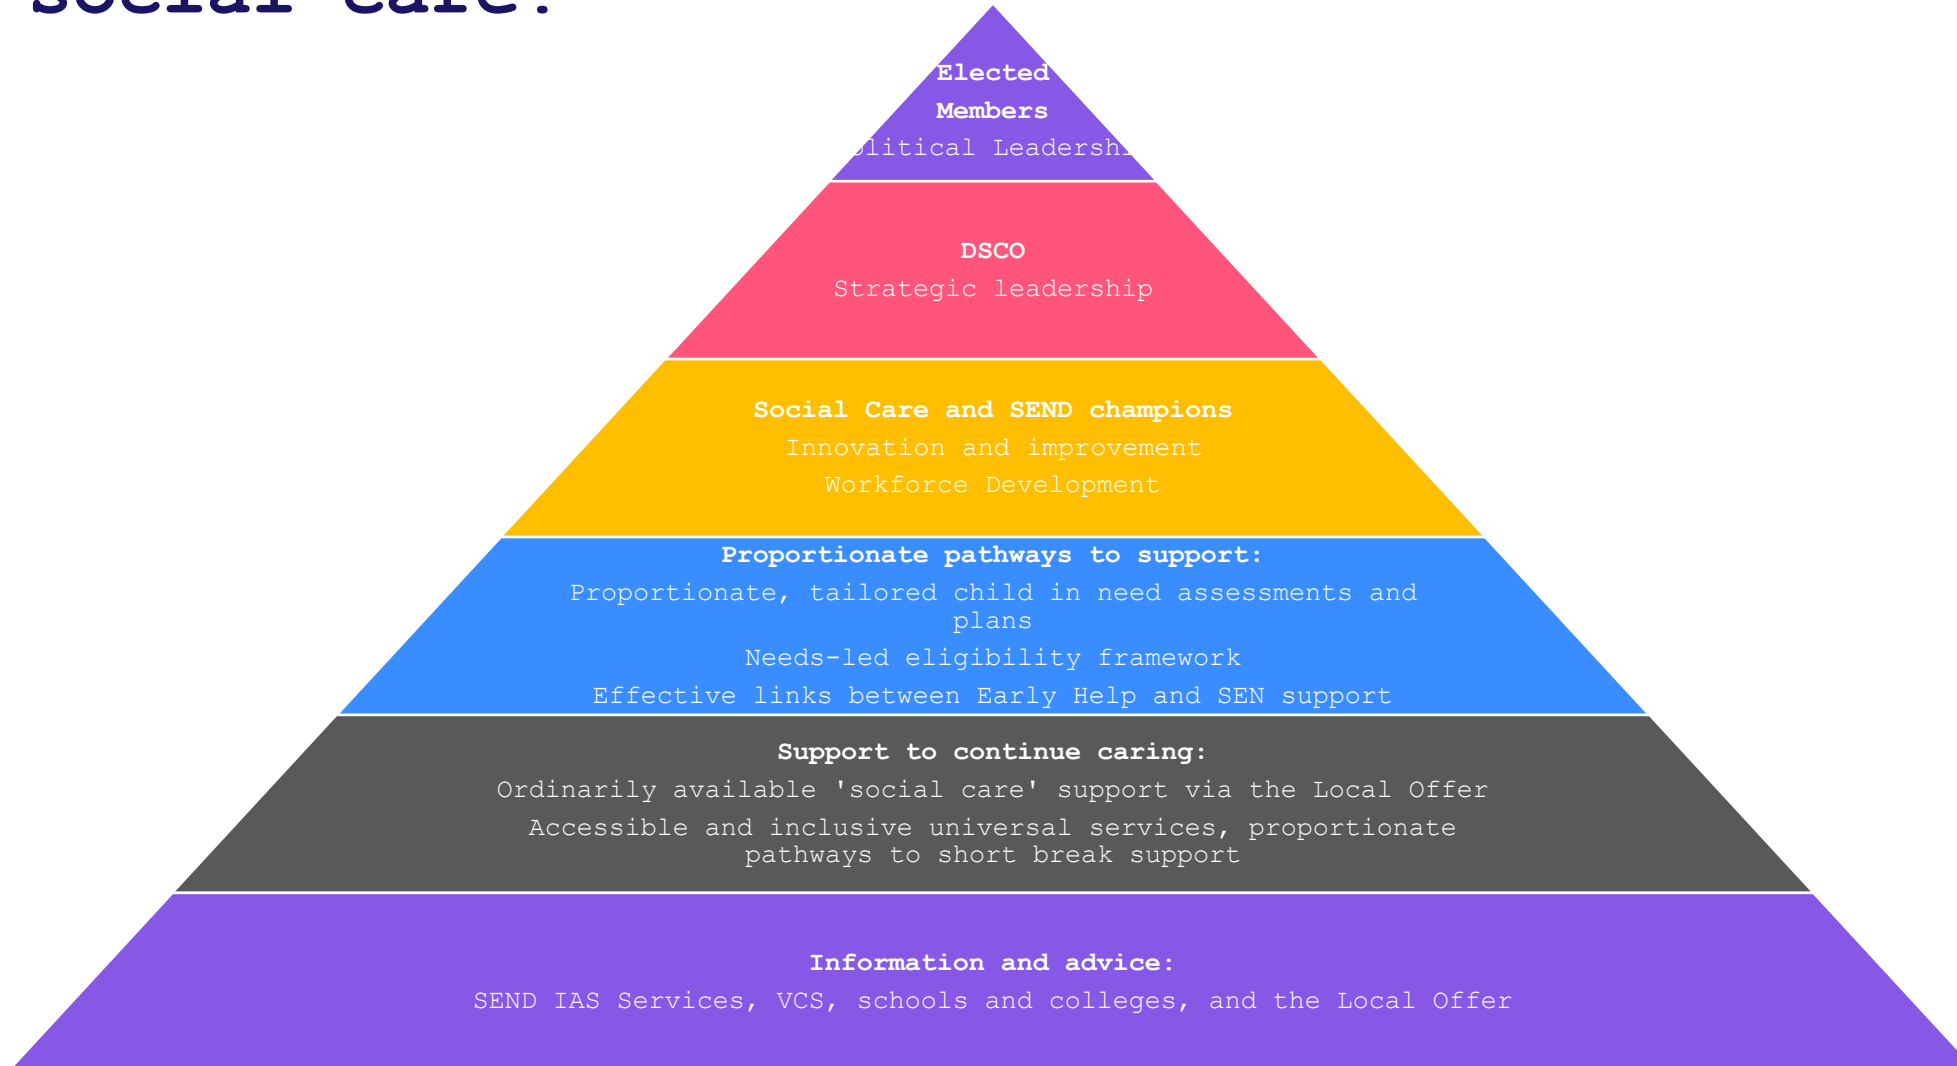 social care?
Elected
Members
Political Leadership
DSCO
Strategic leadership
Social Care and SEND champions
Innovation and improvement
Workforce Development
Proportionate pathways to support:
Proportionate, tailored child in need assessments and
plans
Needs-led eligibility framework
Effective links between Early Help and SEN support
Support to continue caring:
Ordinarily available 'social care' support via the Local Offer
Accessible and inclusive universal services, proportionate
pathways to short break support
Information and advice:
SEND IAS Services, VCS, schools and colleges, and the Local Offer